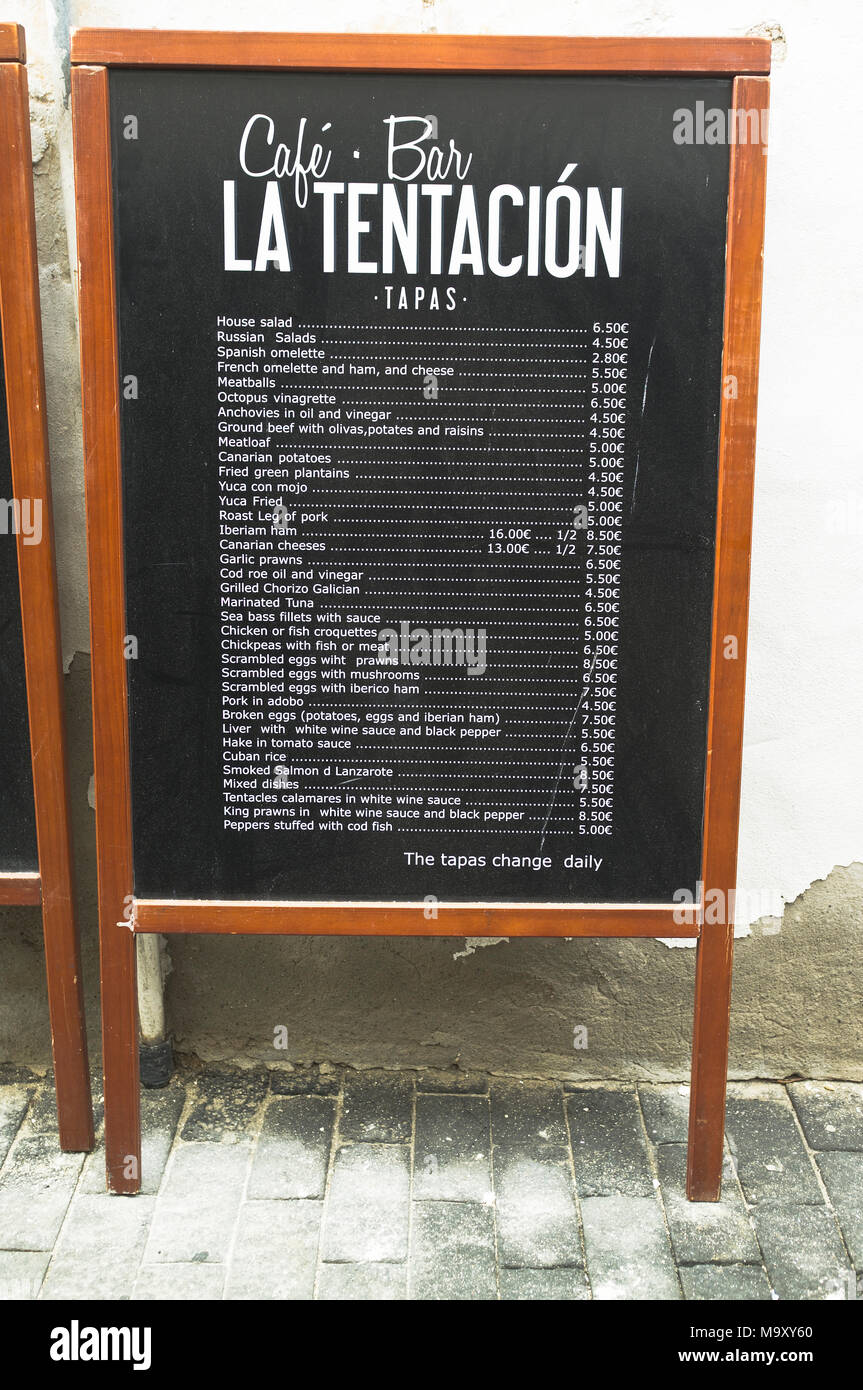 Café · Bar
LA TENTACIÓN
·TAPAS·
House salad ........ 6.50€
Russian Salads ........ 4.50€
Spanish omelette ........ 2.80€
French omelette and ham, and cheese ........ 5.50€
Meatballs ........ 5.00€
Octopus vinagrette ........ 6.50€
Anchovies in oil and vinegar ........ 4.50€
Ground beef with olivas,potates and raisins ........ 4.50€
Meatloaf ........ 5.00€
Canarian potatoes ........ 5.00€
Fried green plantains ........ 4.50€
Yuca con mojo ........ 4.50€
Yuca Fried ........ 5.00€
Roast Leg of pork ........ 5.00€
Iberiam ham ........ 16.00€ .... 1/2 8.50€
Canarian cheeses ........ 13.00€ .... 1/2 7.50€
Garlic prawns ........ 6.50€
Cod roe oil and vinegar ........ 5.50€
Grilled Chorizo Galician ........ 4.50€
Marinated Tuna ........ 6.50€
Sea bass fillets with sauce ........ 6.50€
Chicken or fish croquettes ........ 5.00€
Chickpeas with fish or meat ........ 6.50€
Scrambled eggs wiht prawns ........ 8.50€
Scrambled eggs with mushrooms ........ 6.50€
Scrambled eggs with iberico ham ........ 7.50€
Pork in adobo ........ 4.50€
Broken eggs (potatoes, eggs and iberian ham) ........ 7.50€
Liver with white wine sauce and black pepper ........ 5.50€
Hake in tomato sauce ........ 6.50€
Cuban rice ........ 5.50€
Smoked Salmon d Lanzarote ........ 8.50€
Mixed dishes ........ 7.50€
Tentacles calamares in white wine sauce ........ 5.50€
King prawns in white wine sauce and black pepper ........ 8.50€
Peppers stuffed with cod fish ........ 5.00€
The tapas change daily
alamy
alamy stock photo
M9XY60
www.alamy.com